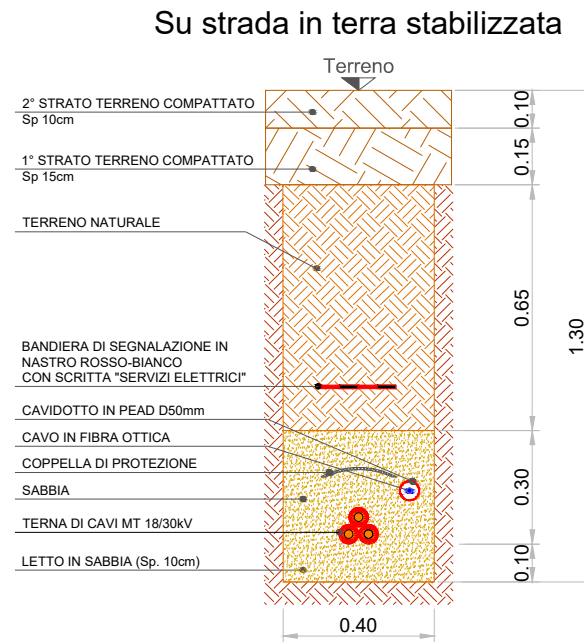 Su strada in terra stabilizzata
Terreno
2° STRATO TERRENO COMPATTATO
Sp 10cm
1° STRATO TERRENO COMPATTATO
Sp 15cm
TERRENO NATURALE
BANDIERA DI SEGNALAZIONE IN
NASTRO ROSSO-BIANCO
CON SCRITTA "SERVIZI ELETTRICI"
CAVIDOTTO IN PEAD D50mm
CAVO IN FIBRA OTTICA
COPPELLA DI PROTEZIONE
SABBIA
TERNA DI CAVI MT 18/30kV
LETTO IN SABBIA (Sp. 10cm)
0.10
0.15
0.65
1.30
0.30
0.10
0.40